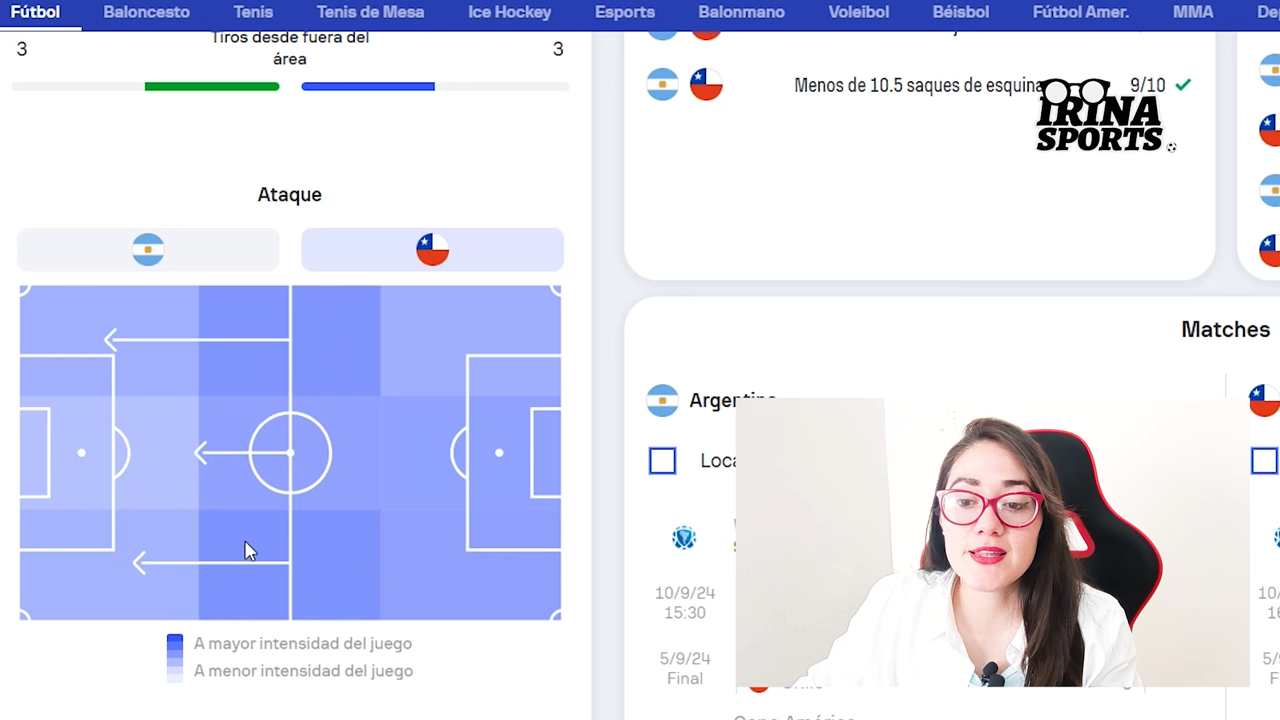 Fútbol Baloncesto Tenis Tenis de Mesa Ice Hockey Esports Balonmano Voleibol Béisbol Fútbol Amer. MMA
3 Tiros desde fuera del área 3
Menos de 10.5 saques de esquina 9/10
IRINA
SPORTS
Ataque
Matches
Argentina
10/9/24
15:30
5/9/24
Final
A mayor intensidad del juego
A menor intensidad del juego
Copa América